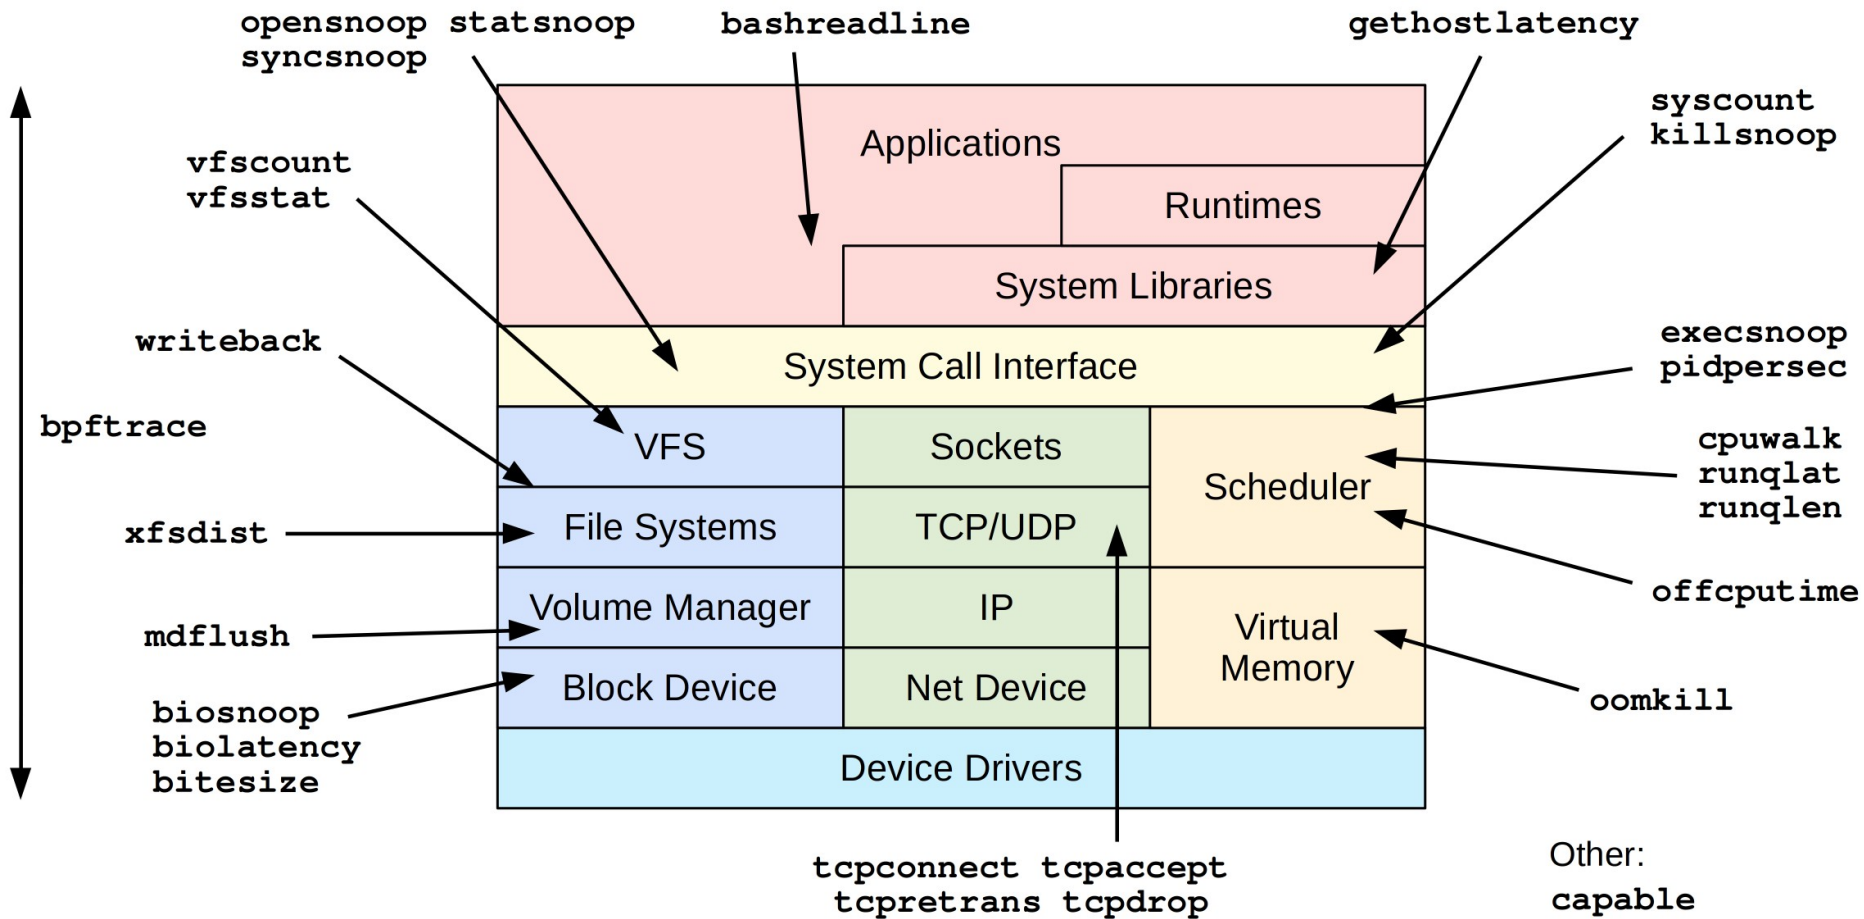 opensnoop statsnoop
syncsnoop
bashreadline
gethostlatency
syscount
killsnoop
Applications
vfscount
vfsstat
Runtimes
System Libraries
writeback
System Call Interface
execsnoop
pidpersec
bpftrace
VFS
Sockets
Scheduler
cpuwalk
runqlat
runqlen
xfsdist
File Systems
TCP/UDP
offcputime
mdflush
Volume Manager
IP
Virtual
Memory
oomkill
biosnoop
biolatency
bitesize
Block Device
Net Device
Device Drivers
tcpconnect tcpaccept
tcpretrans tcpdrop
Other:
capable